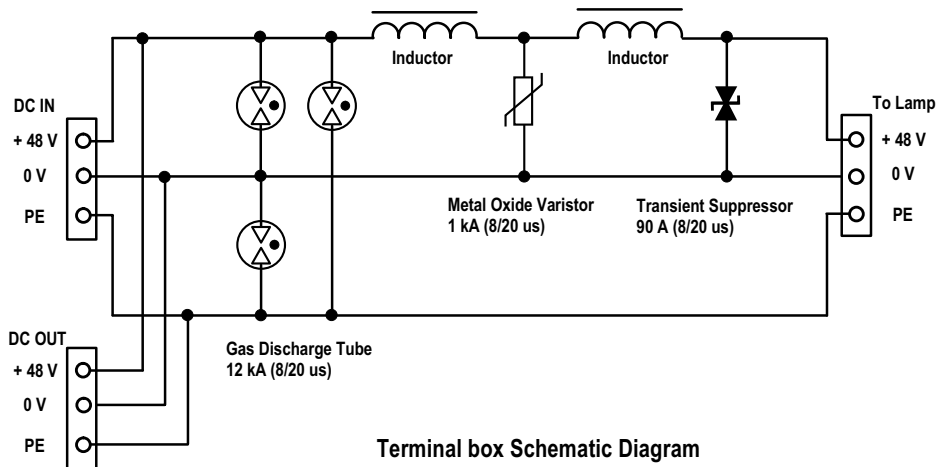 Inductor
Inductor
DC IN
+ 48 V
0 V
PE
To Lamp
+ 48 V
0 V
PE
Metal Oxide Varistor
1 kA (8/20 us)
Transient Suppressor
90 A (8/20 us)
DC OUT
+ 48 V
0 V
PE
Gas Discharge Tube
12 kA (8/20 us)
Terminal box Schematic Diagram